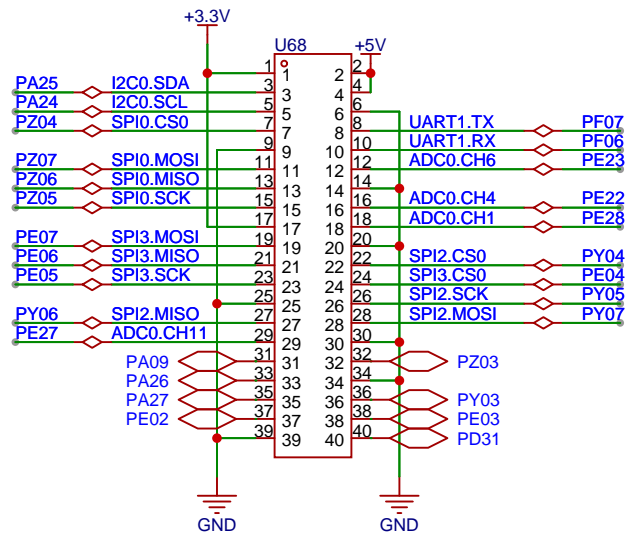 +3.3V
U68 +5V
1 1 2 2
PA25 I2C0.SDA 3 3 4 4
PA24 I2C0.SCL 5 5 6 6
PZ04 SPI0.CS0 7 7 8 8 UART1.TX PF07
9 9 10 10 UART1.RX PF06
PZ07 SPI0.MOSI 11 11 12 12 ADC0.CH6 PE23
PZ06 SPI0.MISO 13 13 14 14
PZ05 SPI0.SCK 15 15 16 16 ADC0.CH4 PE22
17 17 18 18 ADC0.CH1 PE28
PE07 SPI3.MOSI 19 19 20 20
PE06 SPI3.MISO 21 21 22 22 SPI2.CS0 PY04
PE05 SPI3.SCK 23 23 24 24 SPI3.CS0 PE04
25 25 26 26 SPI2.SCK PY05
PY06 SPI2.MISO 27 27 28 28 SPI2.MOSI PY07
PE27 ADC0.CH11 29 29 30 30
PA09 31 31 32 32 PZ03
PA26 33 33 34 34
PA27 35 35 36 36 PY03
PE02 37 37 38 38 PE03
39 39 40 40 PD31
GND GND